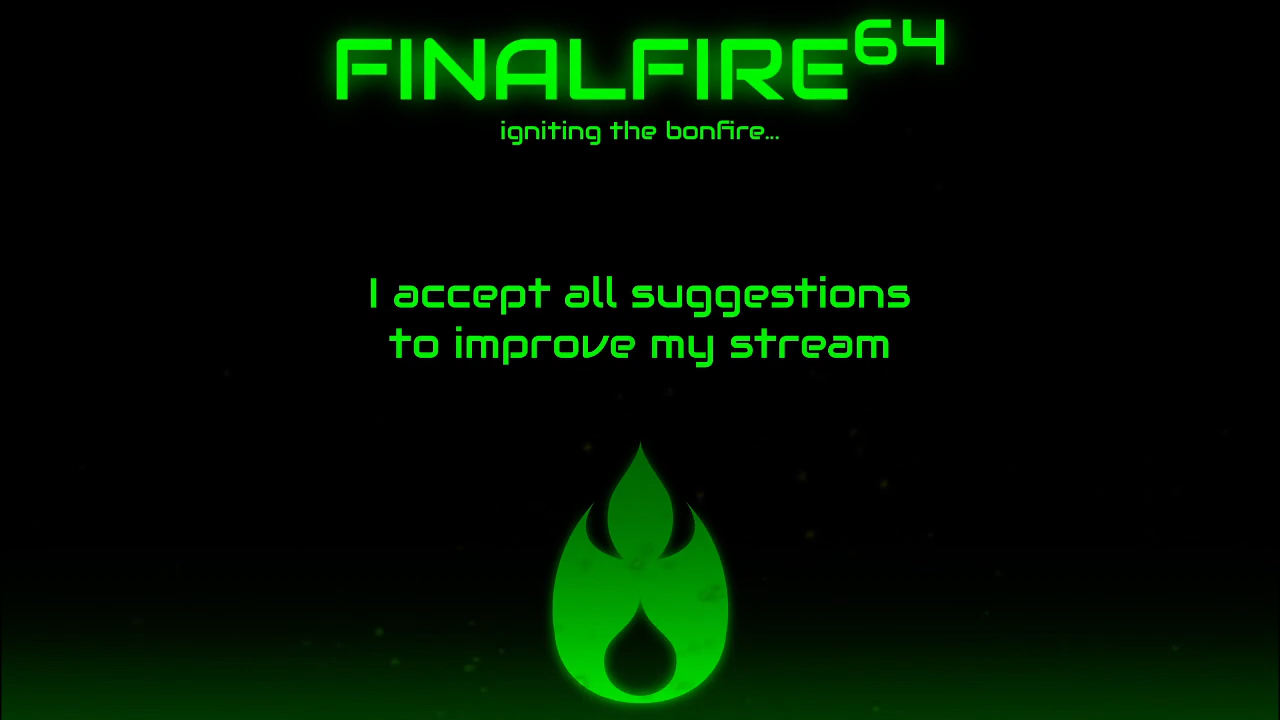 FINALFIRE64
igniting the bonfire...
I accept all suggestions
to improve my stream